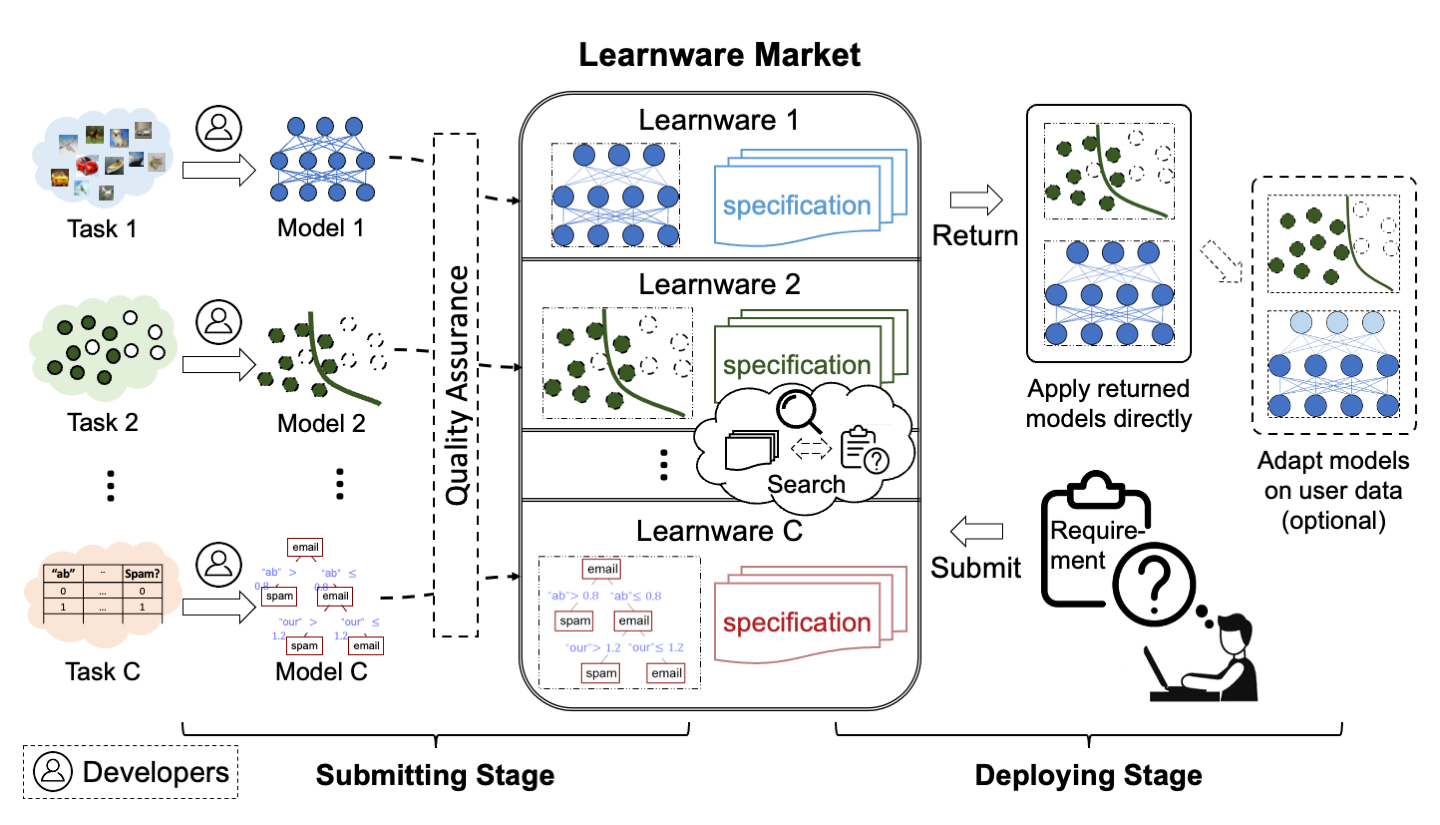 Learnware Market
Task 1
Model 1
Task 2
Model 2
"ab"
..
Spam?
0
...
0
1
...
1
Task C
email
"ab" >
0.8
"ab" ≤
0.8
spam
email
"our" >
1.2
"our" ≤
1.2
spam
email
Model C
Quality Assurance
Learnware 1
specification
Learnware 2
specification
Search
Learnware C
email
"ab"> 0.8
"ab"≤ 0.8
spam
email
"our"> 1.2
"our"≤ 1.2
spam
email
specification
Return
Apply returned
models directly
Adapt models
on user data
(optional)
Submit
Require-
ment
?
?
Developers
Submitting Stage
Deploying Stage